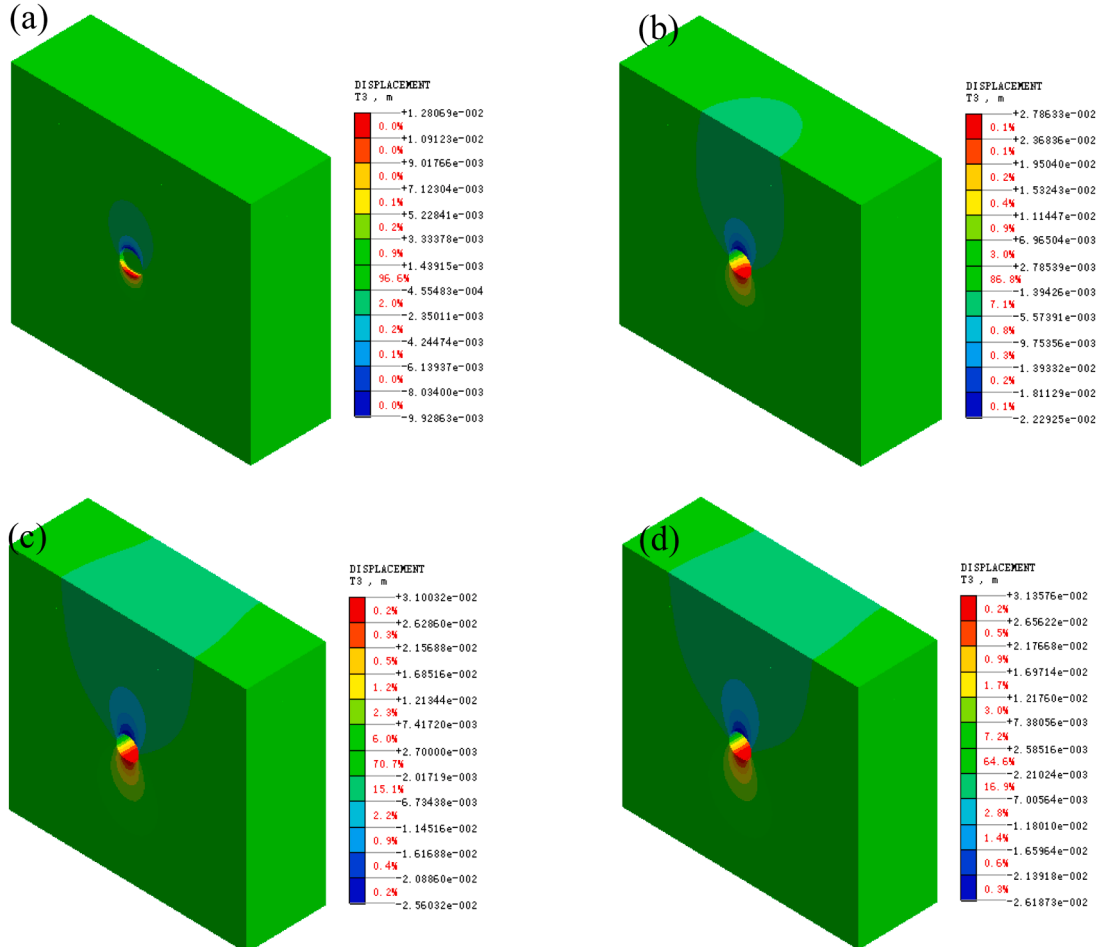 (a)
DISPLACEMENT
T3 , m
+1.28069e-002
0.0%
+1.09123e-002
0.0%
+9.01766e-003
0.0%
+7.12304e-003
0.1%
+5.22841e-003
0.2%
+3.33378e-003
0.9%
+1.43915e-003
96.6%
-4.55483e-004
2.0%
-2.35011e-003
0.2%
-4.24474e-003
0.1%
-6.13937e-003
0.0%
-8.03400e-003
0.0%
-9.92863e-003
(b)
DISPLACEMENT
T3 , m
+2.78633e-002
0.1%
+2.36836e-002
0.1%
+1.95040e-002
0.2%
+1.53243e-002
0.4%
+1.11447e-002
0.9%
+6.96504e-003
3.0%
+2.78539e-003
86.8%
-1.39426e-003
7.1%
-5.57391e-003
0.8%
-9.75356e-003
0.3%
-1.39332e-002
0.2%
-1.81129e-002
0.1%
-2.22925e-002
(c)
DISPLACEMENT
T3 , m
+3.10032e-002
0.2%
+2.62860e-002
0.3%
+2.15688e-002
0.5%
+1.68516e-002
1.2%
+1.21344e-002
2.3%
+7.41720e-003
6.0%
+2.70000e-003
70.7%
-2.01719e-003
15.1%
-6.73438e-003
2.2%
-1.14516e-002
0.9%
-1.61688e-002
0.4%
-2.08860e-002
0.2%
-2.56032e-002
(d)
DISPLACEMENT
T3 , m
+3.13576e-002
0.2%
+2.65622e-002
0.5%
+2.17668e-002
0.9%
+1.69714e-002
1.7%
+1.21760e-002
3.0%
+7.38056e-003
7.2%
+2.58516e-003
64.6%
-2.21024e-003
16.9%
-7.00564e-003
2.8%
-1.18010e-002
1.4%
-1.65964e-002
0.6%
-2.13918e-002
0.3%
-2.61873e-002